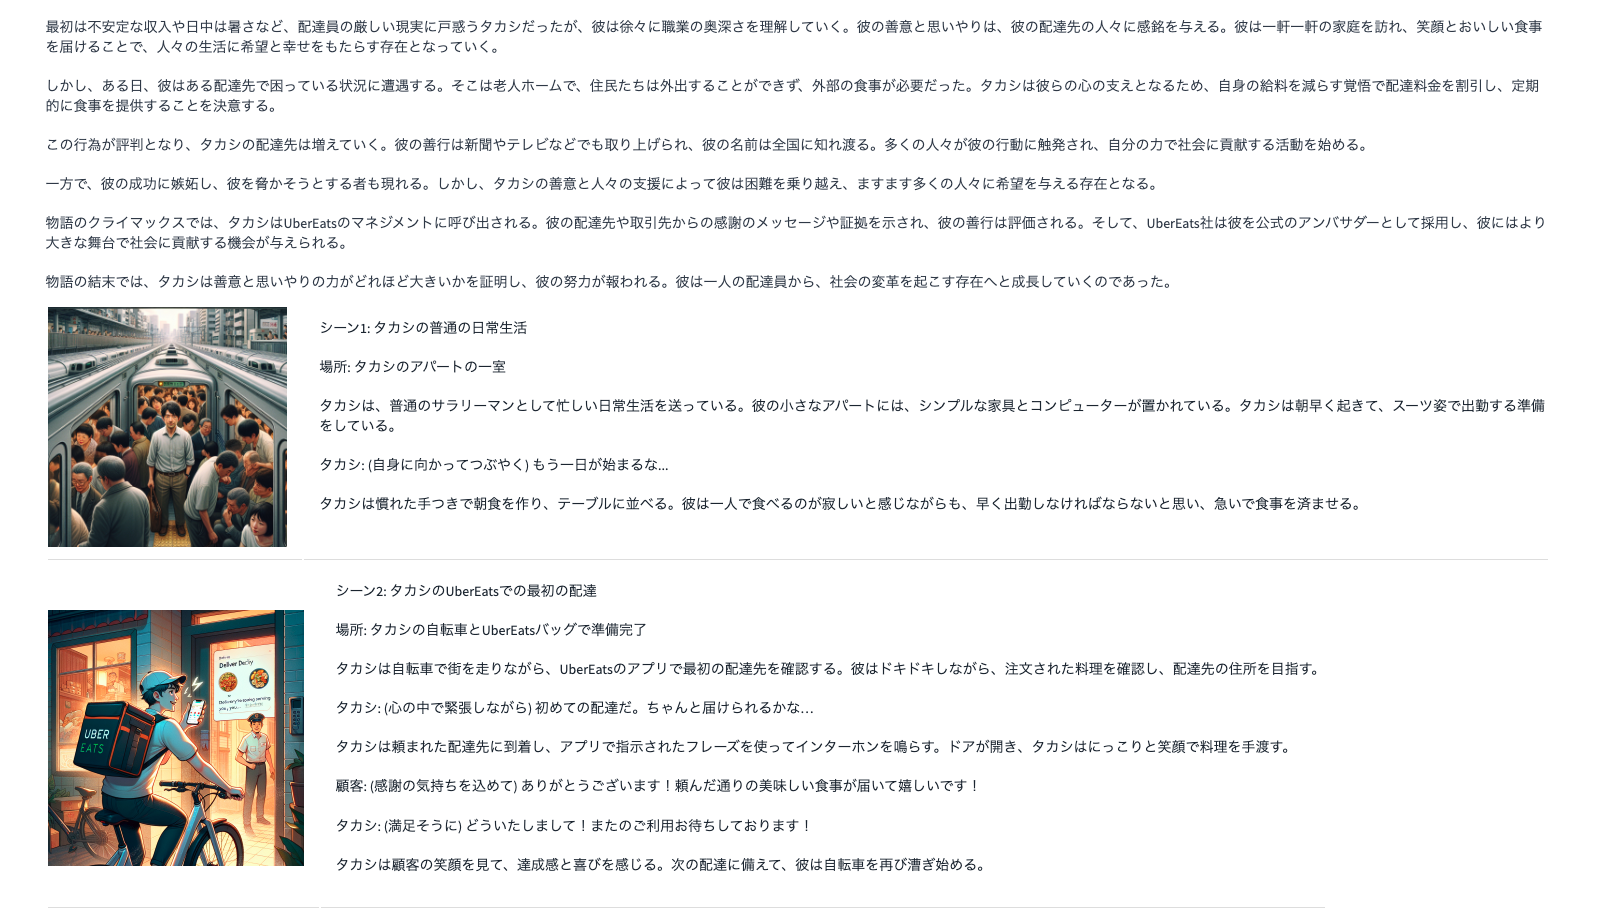 最初は不安定な収入や日中は暑さなど、配達員の厳しい現実に戸惑うタカシだったが、彼は徐々に職業の奥深さを理解していく。彼の善意と思いやりは、彼の配達先の人々に感銘を与える。彼は一軒一軒の家庭を訪れ、笑顔とおいしい食事
を届けることで、人々の生活に希望と幸せをもたらす存在となっていく。
しかし、ある日、彼はある配達先で困っている状況に遭遇する。そこは老人ホームで、住民たちは外出することができず、外部の食事が必要だった。タカシは彼らの心の支えとなるため、自身の給料を減らす覚悟で配達料金を割引し、定期
的に食事を提供することを決意する。
この行為が評判となり、タカシの配達先は増えていく。彼の善行は新聞やテレビなどでも取り上げられ、彼の名前は全国に知れ渡る。多くの人々が彼の行動に触発され、自分の力で社会に貢献する活動を始める。
一方で、彼の成功に嫉妬し、彼を脅かそうとする者も現れる。しかし、タカシの善意と人々の支援によって彼は困難を乗り越え、ますます多くの人々に希望を与える存在となる。
物語のクライマックスでは、タカシはUberEatsのマネジメントに呼び出される。彼の配達先や取引先からの感謝のメッセージや証拠を示され、彼の善行は評価される。そして、UberEats社は彼を公式のアンバサダーとして採用し、彼にはより
大きな舞台で社会に貢献する機会が与えられる。
物語の結末では、タカシは善意と思いやりの力がどれほど大きいかを証明し、彼の努力が報われる。彼は一人の配達員から、社会の変革を起こす存在へと成長していくのであった。
シーン1: タカシの普通の日常生活
場所: タカシのアパートの一室
タカシは、普通のサラリーマンとして忙しい日常生活を送っている。彼の小さなアパートには、シンプルな家具とコンピューターが置かれている。タカシは朝早く起きて、スーツ姿で出勤する準備
をしている。
タカシ: (自身に向かってつぶやく) もう一日が始まるな...
タカシは慣れた手つきで朝食を作り、テーブルに並べる。彼は一人で食べるのが寂しいと感じながらも、早く出勤しなければならないと思い、急いで食事を済ませる。
シーン2: タカシのUberEatsでの最初の配達
場所: タカシの自転車とUberEatsバッグで準備完了
タカシは自転車で街を走りながら、UberEatsのアプリで最初の配達先を確認する。彼はドキドキしながら、注文された料理を確認し、配達先の住所を目指す。
タカシ: (心の中で緊張しながら) 初めての配達だ。ちゃんと届けられるかな…
タカシは頼まれた配達先に到着し、アプリで指示されたフレーズを使ってインターホンを鳴らす。ドアが開き、タカシはにっこりと笑顔で料理を手渡す。
顧客: (感謝の気持ちを込めて) ありがとうございます！頼んだ通りの美味しい食事が届いて嬉しいです！
タカシ: (満足そうに) どういたしまして！またのご利用お待ちしております！
タカシは顧客の笑顔を見て、達成感と喜びを感じる。次の配達に備えて、彼は自転車を再び漕ぎ始める。
UBER
EATS